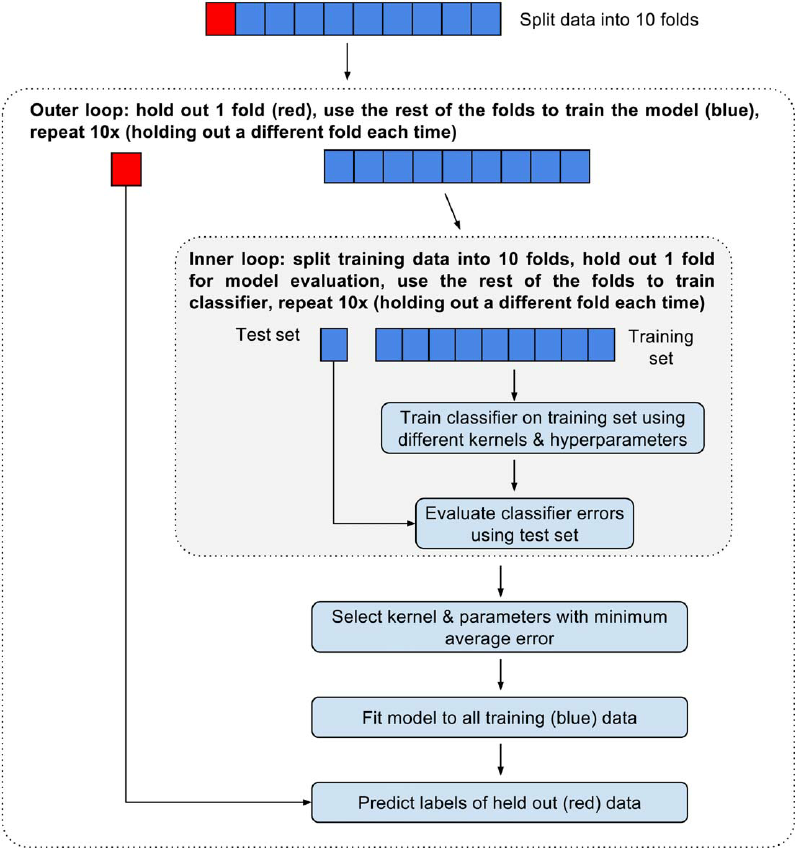 Split data into 10 folds
Outer loop: hold out 1 fold (red), use the rest of the folds to train the model (blue),
repeat 10x (holding out a different fold each time)
Inner loop: split training data into 10 folds, hold out 1 fold
for model evaluation, use the rest of the folds to train
classifier, repeat 10x (holding out a different fold each time)
Test set
Training
set
Train classifier on training set using
different kernels & hyperparameters
Evaluate classifier errors
using test set
Select kernel & parameters with minimum
average error
Fit model to all training (blue) data
Predict labels of held out (red) data